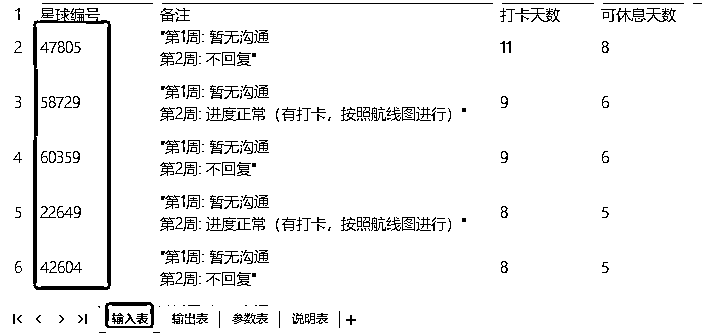 1 星球编号 备注 打卡天数 可休息天数
2 47805 "第1周: 暂无沟通 11 8
第2周: 不回复"
3 58729 "第1周: 暂无沟通 9 6
第2周: 进度正常（有打卡，按照航线图进行）"
4 60359 "第1周: 暂无沟通 9 6
第2周: 不回复"
5 22649 "第1周: 暂无沟通 8 5
第2周: 进度正常（有打卡，按照航线图进行）"
6 42604 "第1周: 暂无沟通 8 5
第2周: 不回复"
输入表 输出表 参数表 说明表 +